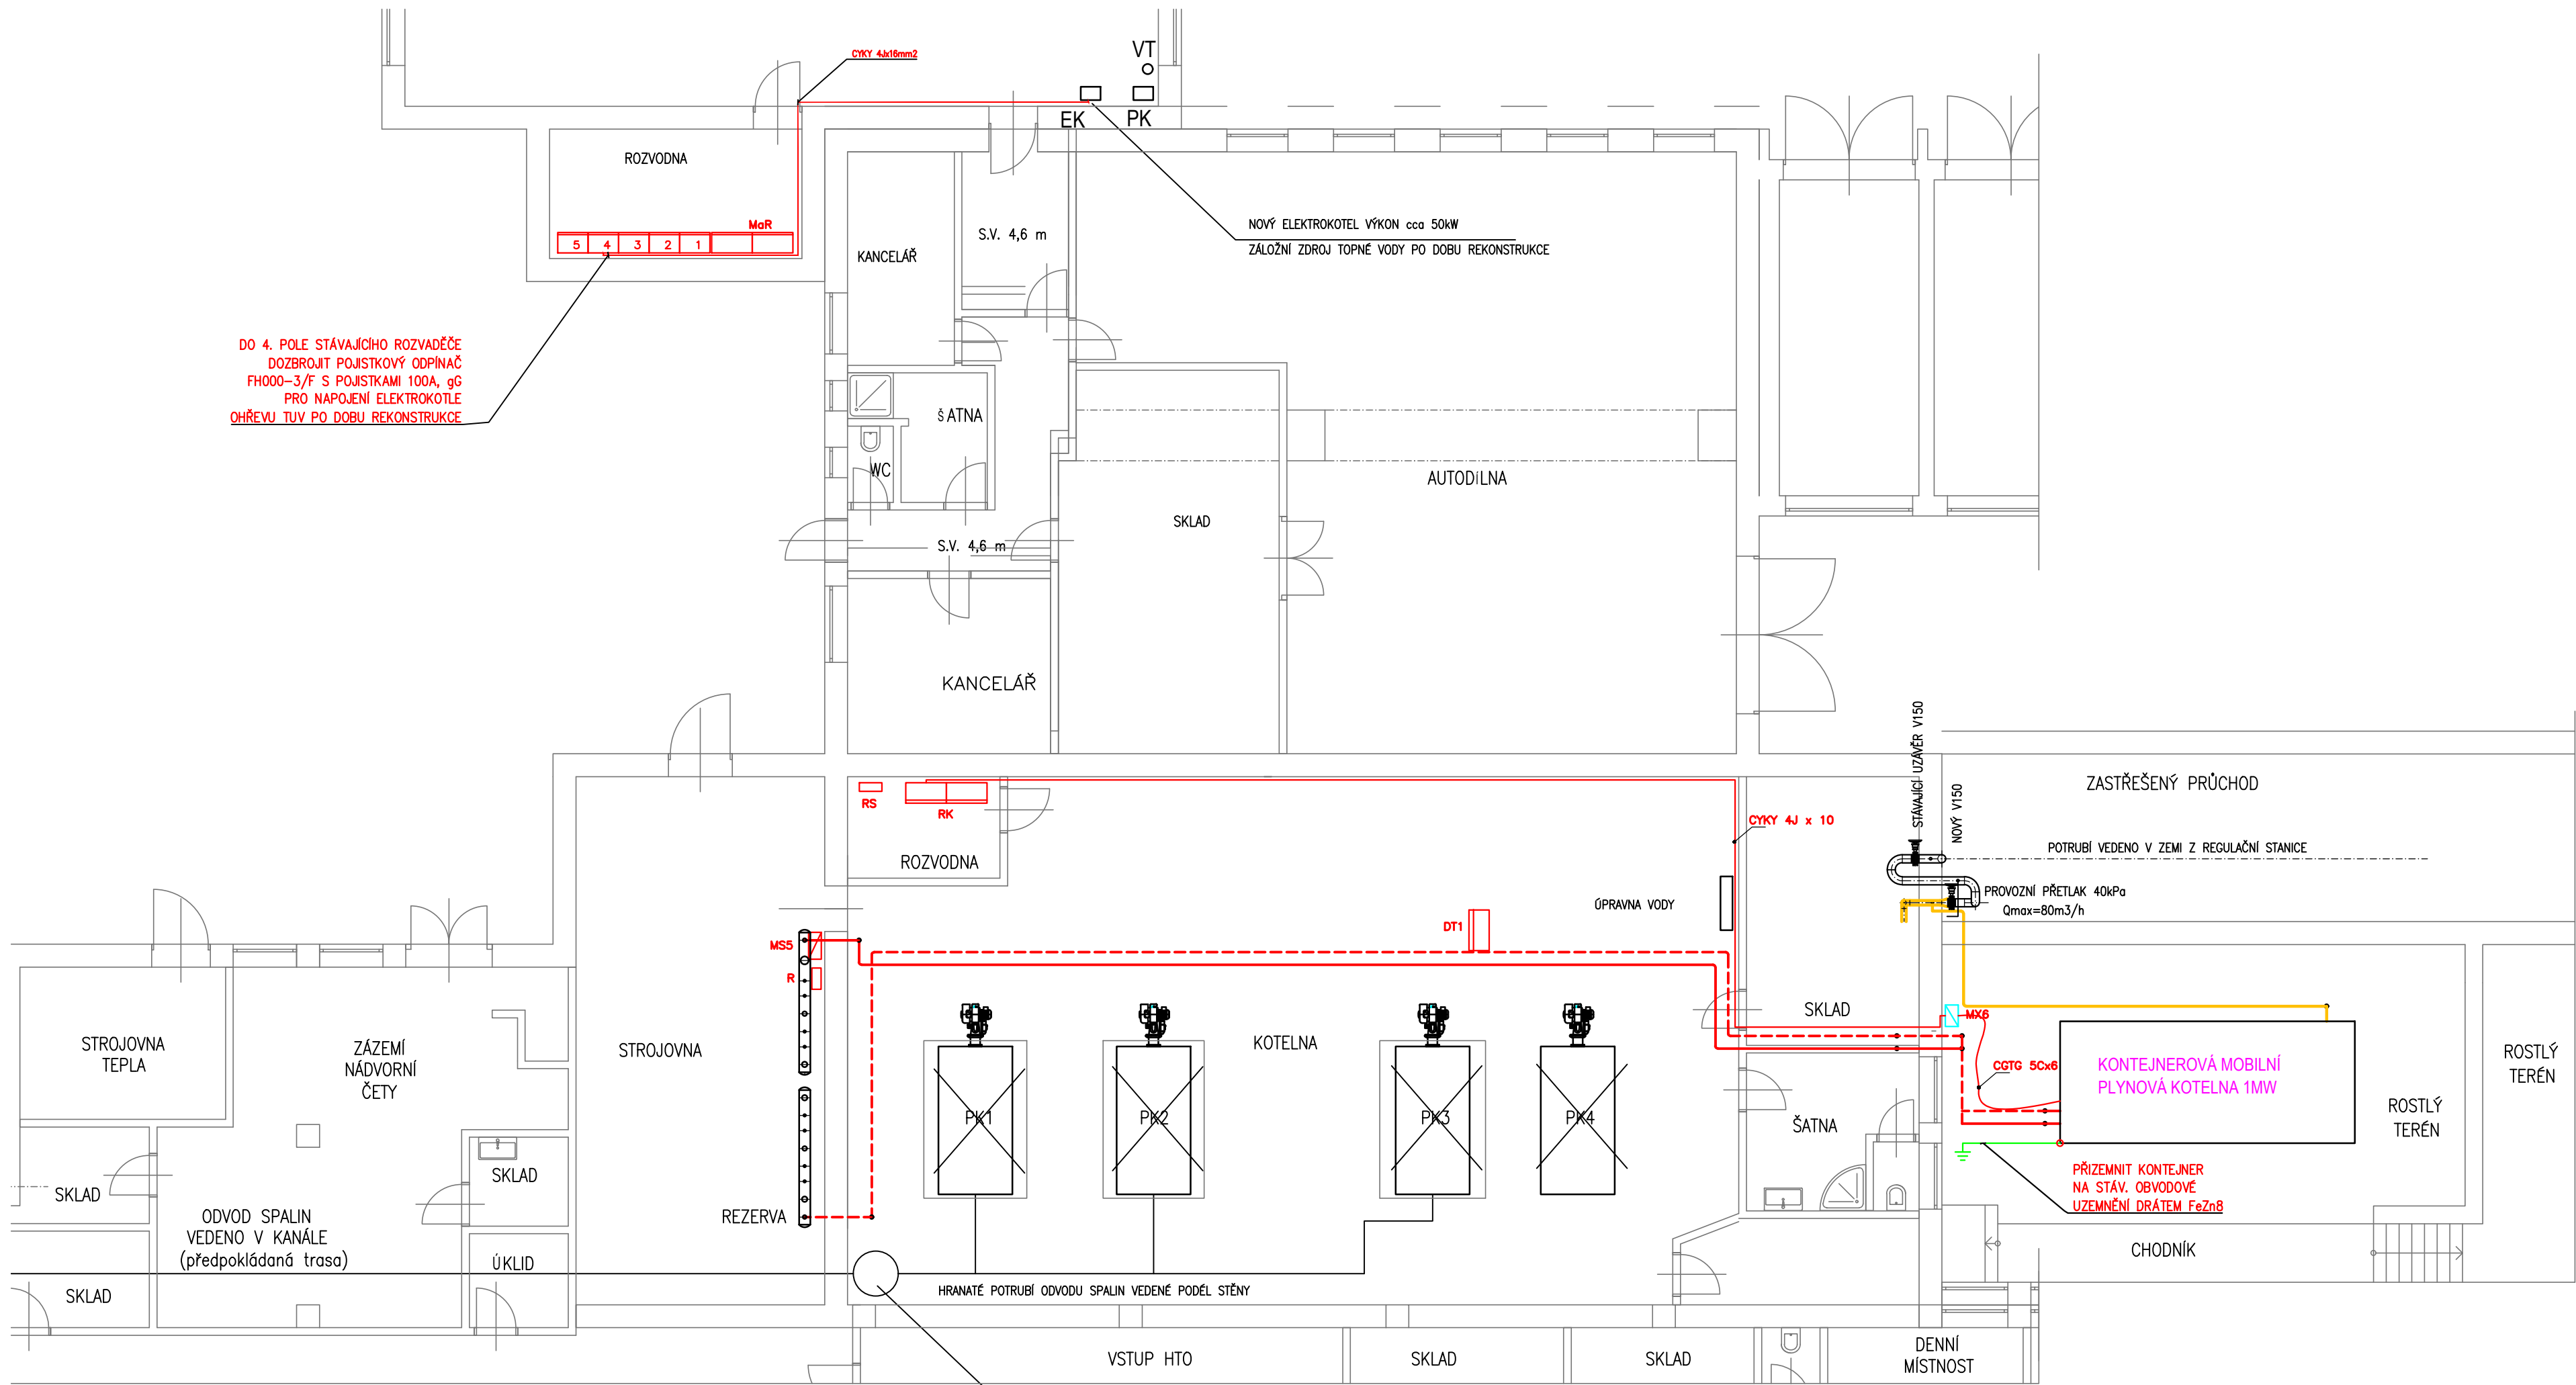 CYKY 4Jx16mm2
VT
EK
PK
ROZVODNA
MaR
5 4 3 2 1
S.V. 4,6 m
KANCELÁŘ
NOVÝ ELEKTROKOTEL VÝKON cca 50kW
ZÁLOŽNÍ ZDROJ TOPNÉ VODY PO DOBU REKONSTRUKCE
DO 4. POLE STÁVAJÍCÍHO ROZVADĚČE
DOZBROJIT POJISTKOVÝ ODPÍNAČ
FH000-3/F S POJISTKAMI 100A, gG
PRO NAPOJENÍ ELEKTROKOTLE
OHŘEVU TUV PO DOBU REKONSTRUKCE
ŠATNA
WC
AUTODíLNA
SKLAD
S.V. 4,6 m
KANCELÁŘ
STÁVAJÍCÍ UZÁVĚR V150
NOVÝ V150
ZASTŘEŠENÝ PRŮCHOD
RS
RK
CYKY 4J x 10
POTRUBÍ VEDENO V ZEMI Z REGULAČNÍ STANICE
ROZVODNA
PROVOZNÍ PŘETLAK 40kPa
Qmax=80m3/h
ÚPRAVNA VODY
DT1
MS5
R
SKLAD
MX6
STROJOVNA
TEPLA
ZÁZEMÍ
NÁDVORNÍ
ČETY
STROJOVNA
KOTELNA
CGTG 5Cx6
KONTEJNEROVÁ MOBILNÍ
PLYNOVÁ KOTELNA 1MW
ROSTLÝ
TERÉN
ROSTLÝ
TERÉN
PK1
PK2
PK3
PK4
ŠATNA
SKLAD
SKLAD
PŘIZEMNIT KONTEJNER
NA STÁV. OBVODOVÉ
UZEMNĚNÍ DRÁTEM FeZn8
REZERVA
ODVOD SPALIN
VEDENO V KANÁLE
(předpokládaná trasa)
ÚKLID
CHODNÍK
SKLAD
HRANATÉ POTRUBÍ ODVODU SPALIN VEDENÉ PODÉL STĚNY
VSTUP HTO
SKLAD
SKLAD
DENNÍ
MÍSTNOST